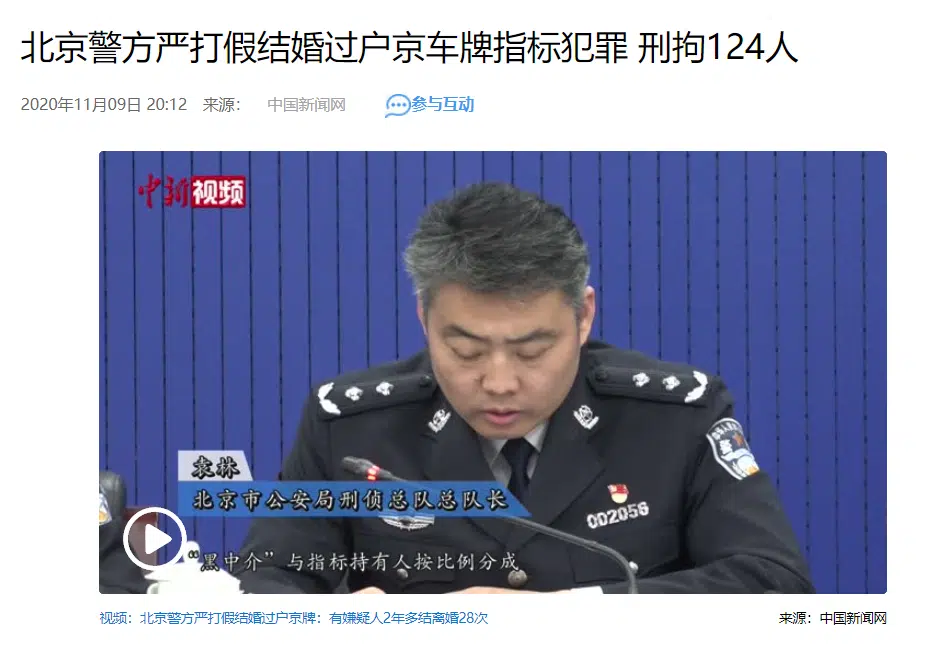 北京警方严打假结婚过户京车牌指标犯罪 刑拘124人
2020年11月09日 20:12 来源: 中国新闻网 参与互动
中新视频
袁林
北京市公安局刑侦总队总队长
002056
“黑中介”与指标持有人按比例分成
视频：北京警方严打假结婚过户京牌：有嫌疑人2年多结离婚28次 来源：中国新闻网